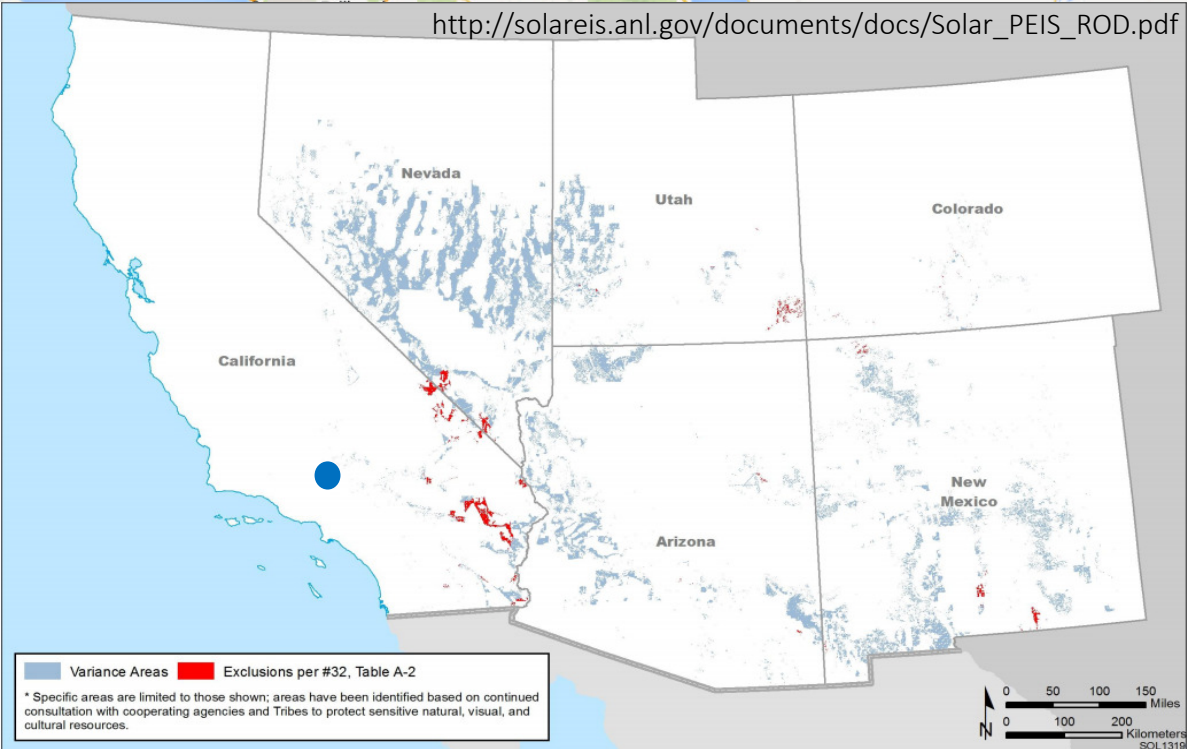 http://solareis.anl.gov/documents/docs/Solar_PEIS_ROD.pdf
Nevada
Utah
Colorado
California
New
Mexico
Arizona
Variance Areas
Exclusions per #32, Table A-2
* Specific areas are limited to those shown; areas have been identified based on continued
consultation with cooperating agencies and Tribes to protect sensitive natural, visual, and
cultural resources.
N
0 50 100 150
Miles
0 100 200
Kilometers
SOL1319